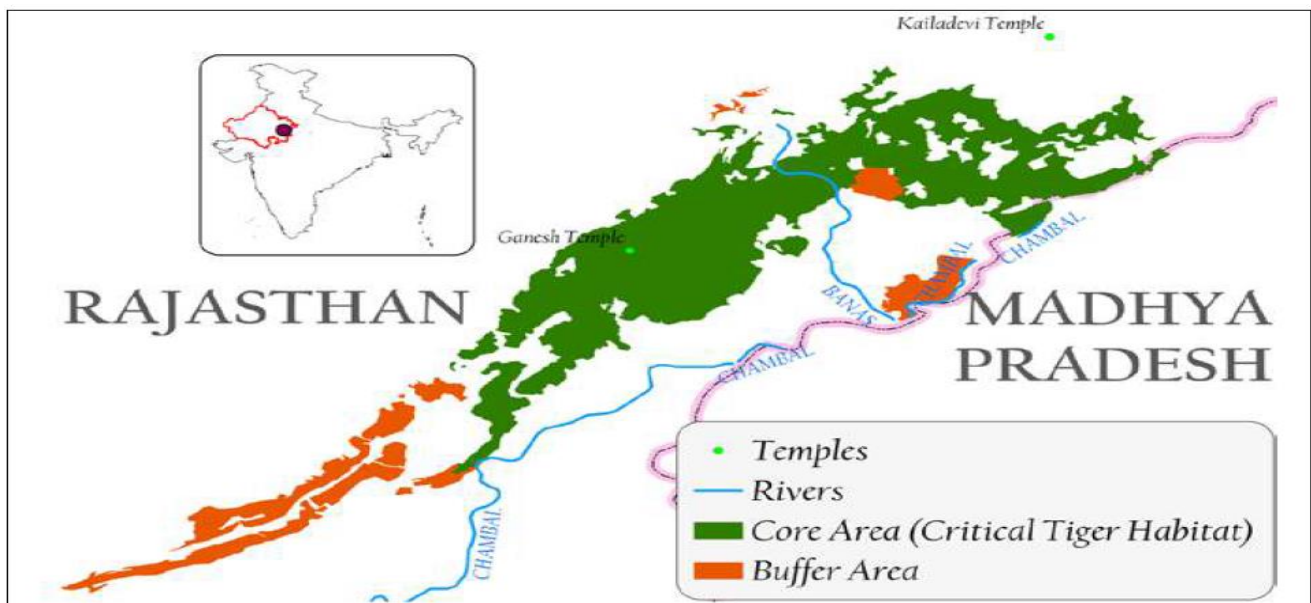 Kailadevi Temple
Ganesh Temple
RAJASTHAN
CHAMBAL
CHAMBAL
BANAS
CHAMBAL
CHAMBAL
MADHYA
PRADESH
Temples
Rivers
Core Area (Critical Tiger Habitat)
Buffer Area